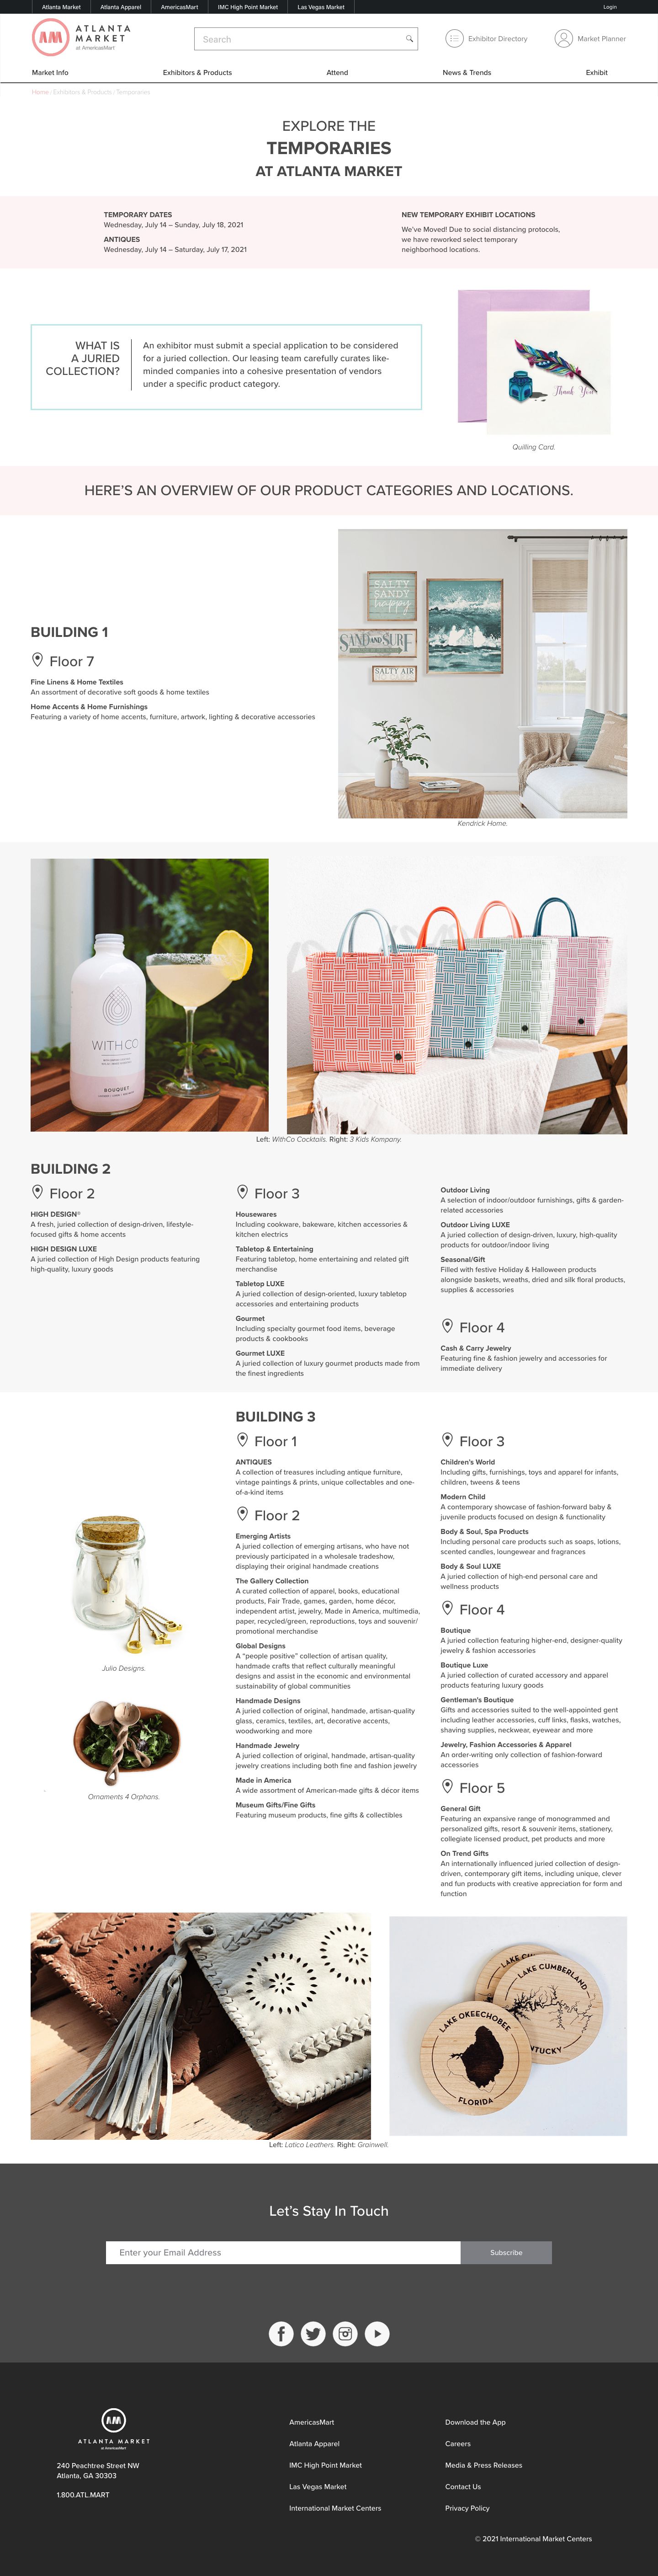 Atlanta Market
Atlanta Apparel
AmericasMart
IMC High Point Market
Las Vegas Market
Login
AM
ATLANTA
MARKET
at AmericasMart
Search
Exhibitor Directory
Market Planner
Market Info
Exhibitors & Products
Attend
News & Trends
Exhibit
Home / Exhibitors & Products / Temporaries
EXPLORE THE
TEMPORARIES
AT ATLANTA MARKET
TEMPORARY DATES
Wednesday, July 14 – Sunday, July 18, 2021
ANTIQUES
Wednesday, July 14 – Saturday, July 17, 2021
NEW TEMPORARY EXHIBIT LOCATIONS
We've Moved! Due to social distancing protocols,
we have reworked select temporary
neighborhood locations.
WHAT IS
A JURIED
COLLECTION?
An exhibitor must submit a special application to be considered
for a juried collection. Our leasing team carefully curates like-
minded companies into a cohesive presentation of vendors
under a specific product category.
Thank You
Quilling Card.
HERE'S AN OVERVIEW OF OUR PRODUCT CATEGORIES AND LOCATIONS.
BUILDING 1
Floor 7
Fine Linens & Home Textiles
An assortment of decorative soft goods & home textiles
Home Accents & Home Furnishings
Featuring a variety of home accents, furniture, artwork, lighting & decorative accessories
SALTY
SANDY
happy
SAND AND SURF
SALTY AIR
Kendrick Home.
WITHCO
BOUQUET
Left: WithCo Cocktails. Right: 3 Kids Kompany.
BUILDING 2
Floor 2
HIGH DESIGN®
A fresh, juried collection of design-driven, lifestyle-
focused gifts & home accents
HIGH DESIGN LUXE
A juried collection of High Design products featuring
high-quality, luxury goods
Floor 3
Housewares
Including cookware, bakeware, kitchen accessories &
kitchen electrics
Tabletop & Entertaining
Featuring tabletop, home entertaining and related gift
merchandise
Tabletop LUXE
A juried collection of design-oriented, luxury tabletop
accessories and entertaining products
Gourmet
Including specialty gourmet food items, beverage
products & cookbooks
Gourmet LUXE
A juried collection of luxury gourmet products made from
the finest ingredients
Outdoor Living
A selection of indoor/outdoor furnishings, gifts & garden-
related accessories
Outdoor Living LUXE
A juried collection of design-driven, luxury, high-quality
products for outdoor/indoor living
Seasonal/Gift
Filled with festive Holiday & Halloween products
alongside baskets, wreaths, dried and silk floral products,
supplies & accessories
Floor 4
Cash & Carry Jewelry
Featuring fine & fashion jewelry and accessories for
immediate delivery
BUILDING 3
Floor 1
ANTIQUES
A collection of treasures including antique furniture,
vintage paintings & prints, unique collectables and one-
of-a-kind items
Floor 2
Emerging Artists
A juried collection of emerging artisans, who have not
previously participated in a wholesale tradeshow,
displaying their original handmade creations
The Gallery Collection
A curated collection of apparel, books, educational
products, Fair Trade, games, garden, home décor,
independent artist, jewelry, Made in America, multimedia,
paper, recycled/green, reproductions, toys and souvenir/
promotional merchandise
Global Designs
A "people positive" collection of artisan quality,
handmade crafts that reflect culturally meaningful
designs and assist in the economic and environmental
sustainability of global communities
Handmade Designs
A juried collection of original, handmade, artisan-quality
glass, ceramics, textiles, art, decorative accents,
woodworking and more
Handmade Jewelry
A juried collection of original, handmade, artisan-quality
jewelry creations including both fine and fashion jewelry
Made in America
A wide assortment of American-made gifts & décor items
Museum Gifts/Fine Gifts
Featuring museum products, fine gifts & collectibles
Floor 3
Children's World
Including gifts, furnishings, toys and apparel for infants,
children, tweens & teens
Modern Child
A contemporary showcase of fashion-forward baby &
juvenile products focused on design & functionality
Body & Soul, Spa Products
Including personal care products such as soaps, lotions,
scented candles, loungewear and fragrances
Body & Soul LUXE
A juried collection of high-end personal care and
wellness products
Floor 4
Boutique
A juried collection featuring higher-end, designer-quality
jewelry & fashion accessories
Boutique Luxe
A juried collection of curated accessory and apparel
products featuring luxury goods
Gentleman's Boutique
Gifts and accessories suited to the well-appointed gent
including leather accessories, cuff links, flasks, watches,
shaving supplies, neckwear, eyewear and more
Jewelry, Fashion Accessories & Apparel
An order-writing only collection of fashion-forward
accessories
Floor 5
General Gift
Featuring an expansive range of monogrammed and
personalized gifts, resort & souvenir items, stationery,
collegiate licensed product, pet products and more
On Trend Gifts
An internationally influenced juried collection of design-
driven, contemporary gift items, including unique, clever
and fun products with creative appreciation for form and
function
Julio Designs.
Ornaments 4 Orphans.
LAKE CU
LAKE CUMBERLAND
NTUCKY
LAKE OKEECHOBEE
FLORIDA
Left: Latico Leathers. Right: Grainwell.
Let's Stay In Touch
Enter your Email Address
Subscribe
AM
ATLANTA MARKET
at AmericasMart
240 Peachtree Street NW
Atlanta, GA 30303
1.800.ATL.MART
AmericasMart
Atlanta Apparel
IMC High Point Market
Las Vegas Market
International Market Centers
Download the App
Careers
Media & Press Releases
Contact Us
Privacy Policy
© 2021 International Market Centers